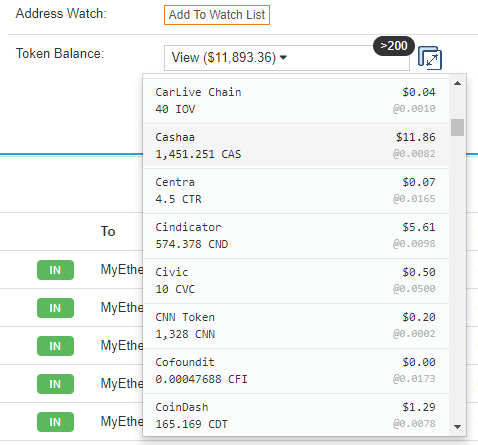 Address Watch: Add To Watch List
Token Balance: View ($11,893.36) >200
CarLive Chain $0.04
40 IOV @0.0010
Cashaa $11.86
1,451.251 CAS @0.0082
Centra $0.07
4.5 CTR @0.0165
Cindicator $5.61
574.378 CND @0.0098
Civic $0.50
10 CVC @0.0500
CNN Token $0.20
1,328 CNN @0.0002
Cofoundit $0.00
0.00047688 CFI @0.0173
CoinDash $1.29
165.169 CDT @0.0078
To
IN MyEthe
IN MyEthe
IN MyEthe
IN MyEthe
IN MyEthe